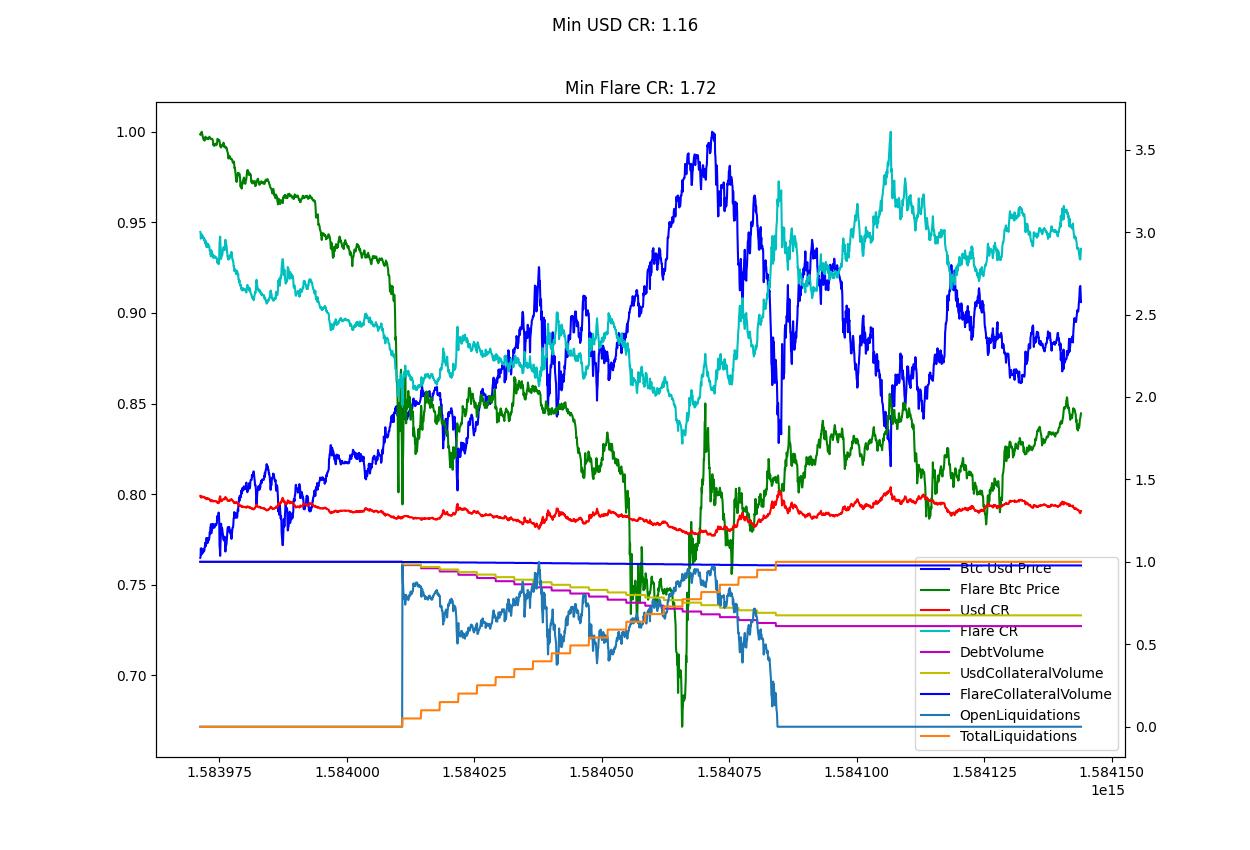 Min USD CR: 1.16
Min Flare CR: 1.72
1.00
0.95
0.90
0.85
0.80
0.75
0.70
3.5
3.0
2.5
2.0
1.5
1.0
0.5
0.0
Btc Usd Price
Flare Btc Price
Usd CR
Flare CR
DebtVolume
UsdCollateralVolume
FlareCollateralVolume
OpenLiquidations
TotalLiquidations
1.583975 1.584000 1.584025 1.584050 1.584075 1.584100 1.584125 1.584150
1e15